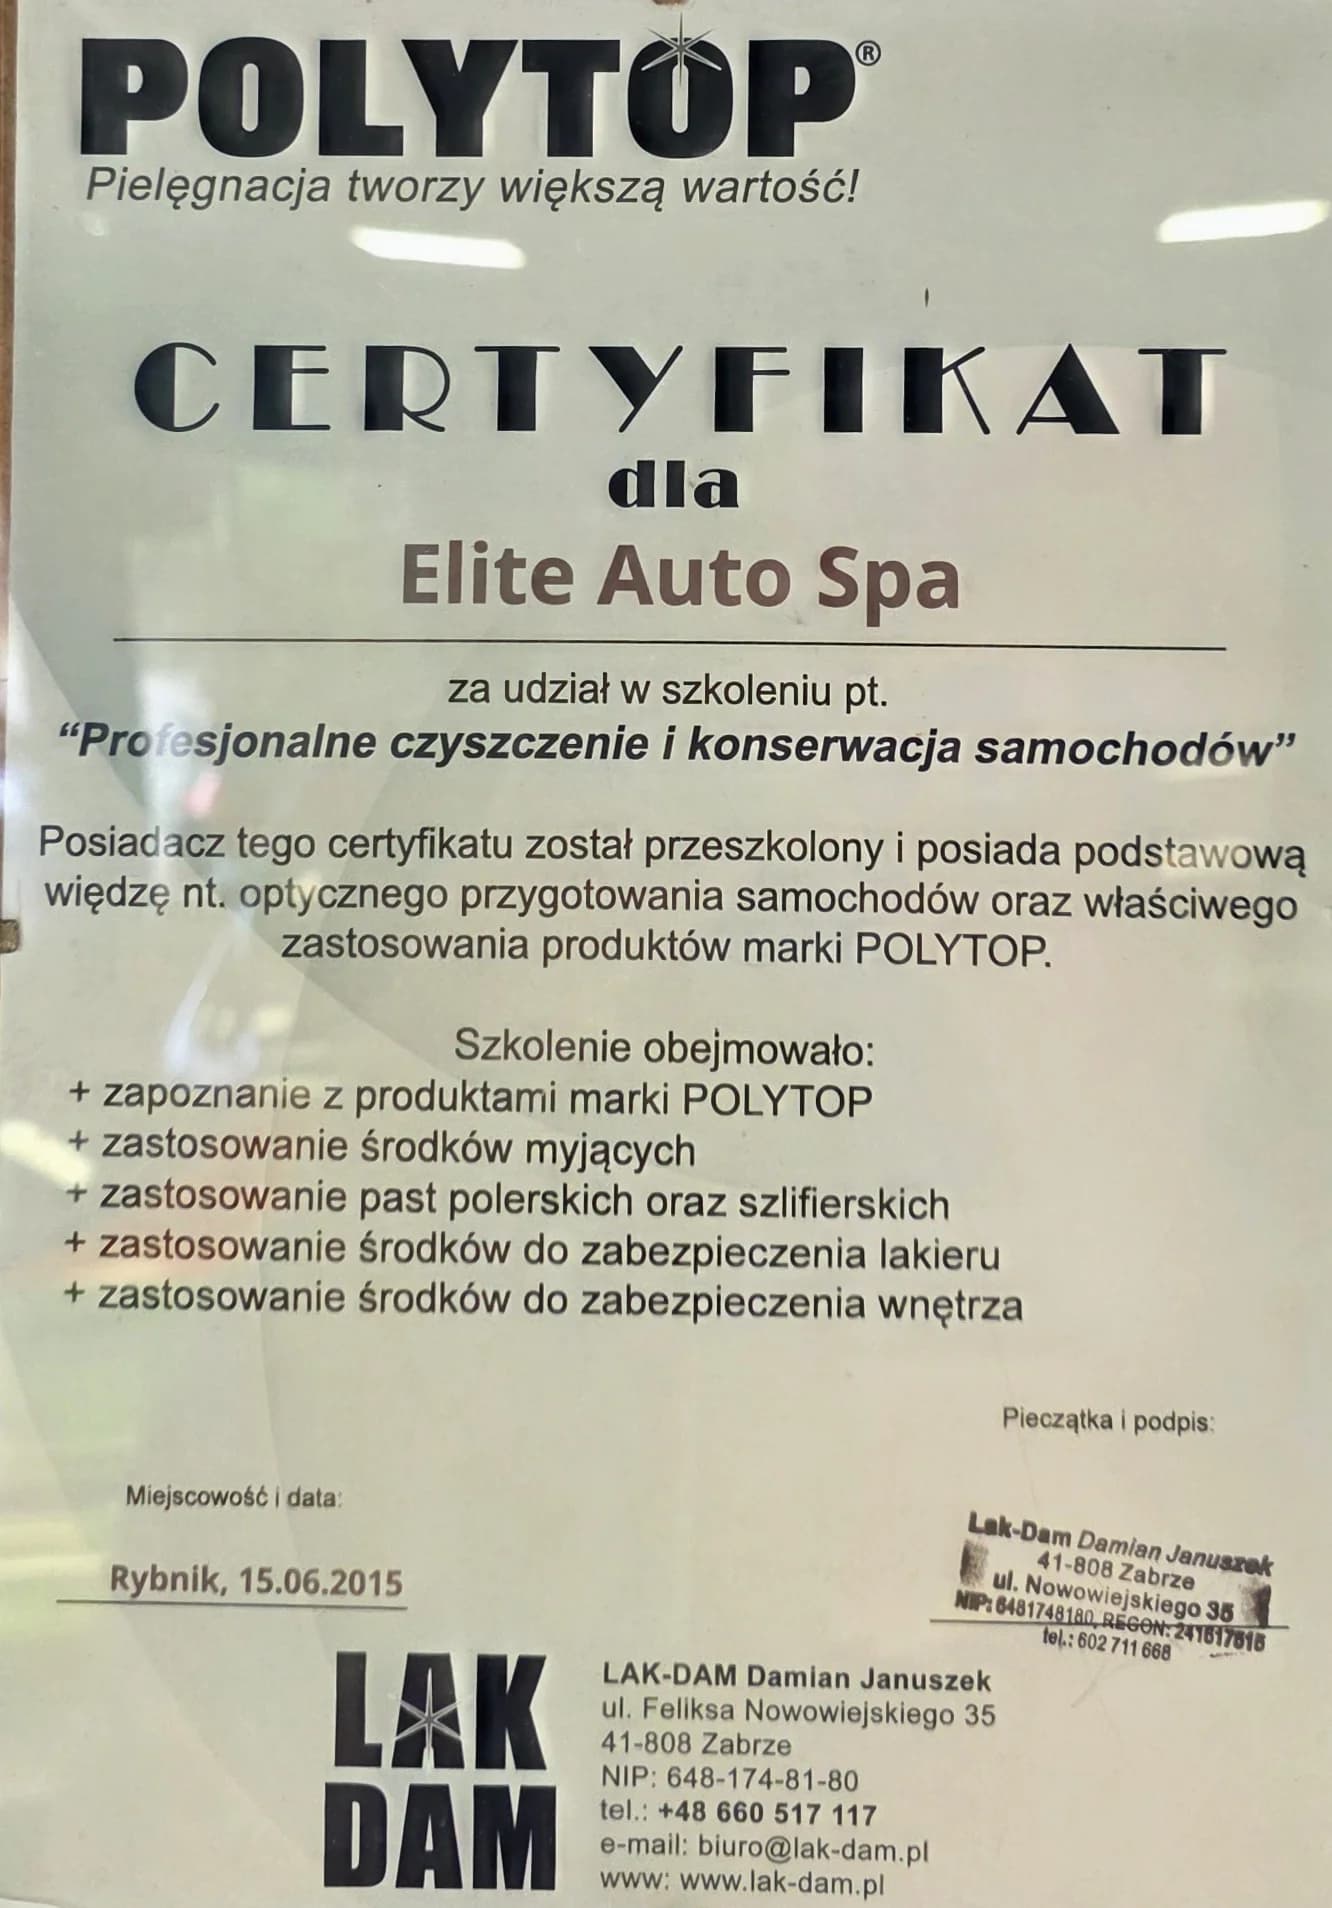 POLYTOP®
Pielęgnacja tworzy większą wartość!
CERTYFIKAT
dla
Elite Auto Spa
za udział w szkoleniu pt.
“Profesjonalne czyszczenie i konserwacja samochodów”
Posiadacz tego certyfikatu został przeszkolony i posiada podstawową
więdzę nt. optycznego przygotowania samochodów oraz właściwego
zastosowania produktów marki POLYTOP.
Szkolenie obejmowało:
+ zapoznanie z produktami marki POLYTOP
+ zastosowanie środków myjących
+ zastosowanie past polerskich oraz szlifierskich
+ zastosowanie środków do zabezpieczenia lakieru
+ zastosowanie środków do zabezpieczenia wnętrza
Pieczątka i podpis:
Miejscowość i data:
Rybnik, 15.06.2015
Lak-Dam Damian Januszek
41-808 Zabrze
ul. Nowowiejskiego 35
NIP: 6481748180, REGON:
tel.: 602 711 668
LAK
DAM
LAK-DAM Damian Januszek
ul. Feliksa Nowowiejskiego 35
41-808 Zabrze
NIP: 648-174-81-80
tel.: +48 660 517 117
e-mail: biuro@lak-dam.pl
www: www.lak-dam.pl